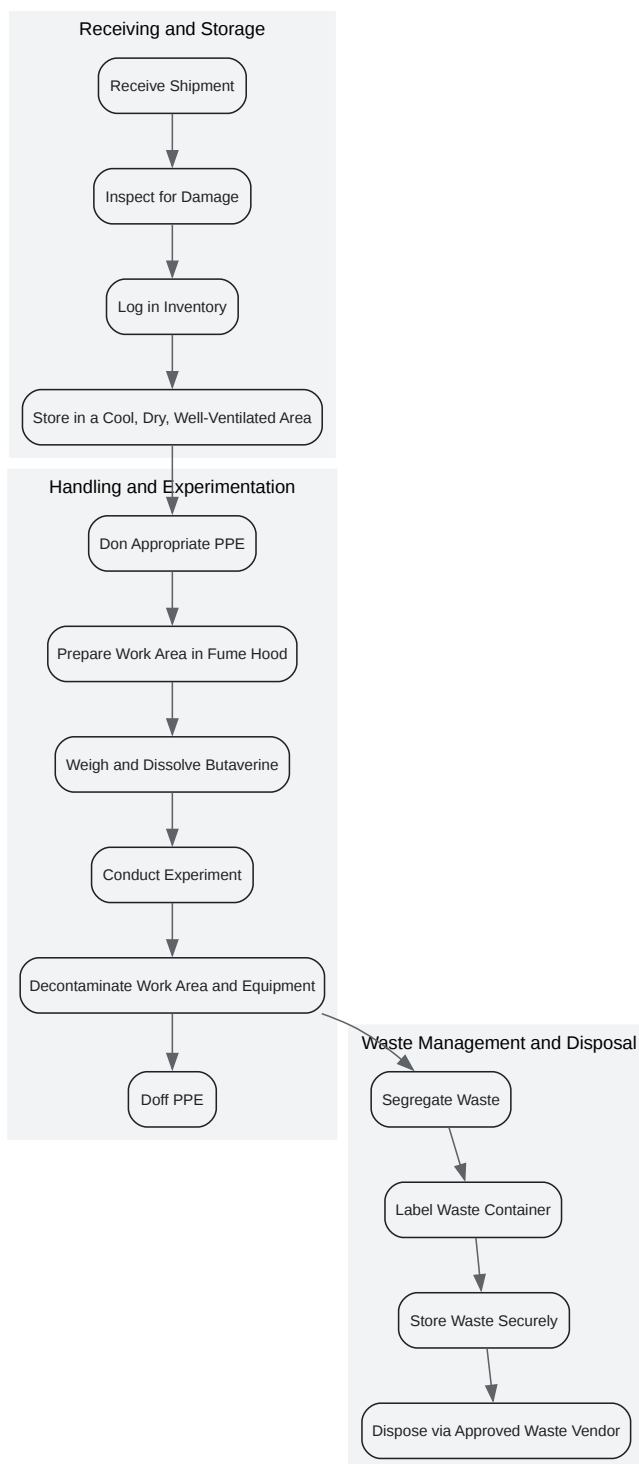 Receiving and Storage
Receive Shipment
Inspect for Damage
Log in Inventory
Store in a Cool, Dry, Well-Ventilated Area
Handling and Experimentation
Don Appropriate PPE
Prepare Work Area in Fume Hood
Weigh and Dissolve Butaverine
Conduct Experiment
Decontaminate Work Area and Equipment
Doff PPE
Waste Management and Disposal
Segregate Waste
Label Waste Container
Store Waste Securely
Dispose via Approved Waste Vendor